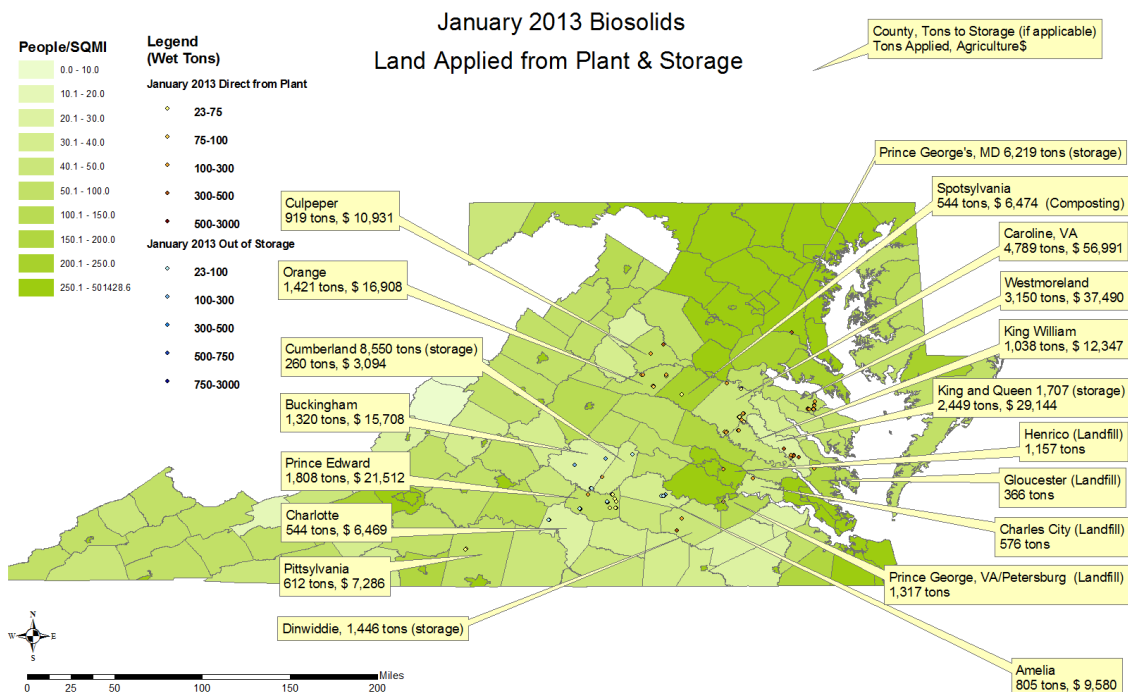 January 2013 Biosolids
Land Applied from Plant & Storage
County, Tons to Storage (if applicable)
Tons Applied, Agriculture$
People/SQMI
0.0 - 10.0
10.1 - 20.0
20.1 - 30.0
30.1 - 40.0
40.1 - 50.0
50.1 - 100.0
100.1 - 150.0
150.1 - 200.0
200.1 - 250.0
250.1 - 501428.6
Legend
(Wet Tons)
January 2013 Direct from Plant
23-75
75-100
100-300
300-500
500-3000
January 2013 Out of Storage
23-100
100-300
300-500
500-750
750-3000
Culpeper
919 tons, $ 10,931
Orange
1,421 tons, $ 16,908
Cumberland 8,550 tons (storage)
260 tons, $ 3,094
Buckingham
1,320 tons, $ 15,708
Prince Edward
1,808 tons, $ 21,512
Charlotte
544 tons, $ 6,469
Pittsylvania
612 tons, $ 7,286
Dinwiddie, 1,446 tons (storage)
Prince George's, MD 6,219 tons (storage)
Spotsylvania
544 tons, $ 6,474 (Composting)
Caroline, VA
4,789 tons, $ 56,991
Westmoreland
3,150 tons, $ 37,490
King William
1,038 tons, $ 12,347
King and Queen 1,707 (storage)
2,449 tons, $ 29,144
Henrico (Landfill)
1,157 tons
Gloucester (Landfill)
366 tons
Charles City (Landfill)
576 tons
Prince George, VA/Petersburg (Landfill)
1,317 tons
Amelia
805 tons, $ 9,580
N
W E
S
Miles
0 25 50 100 150 200